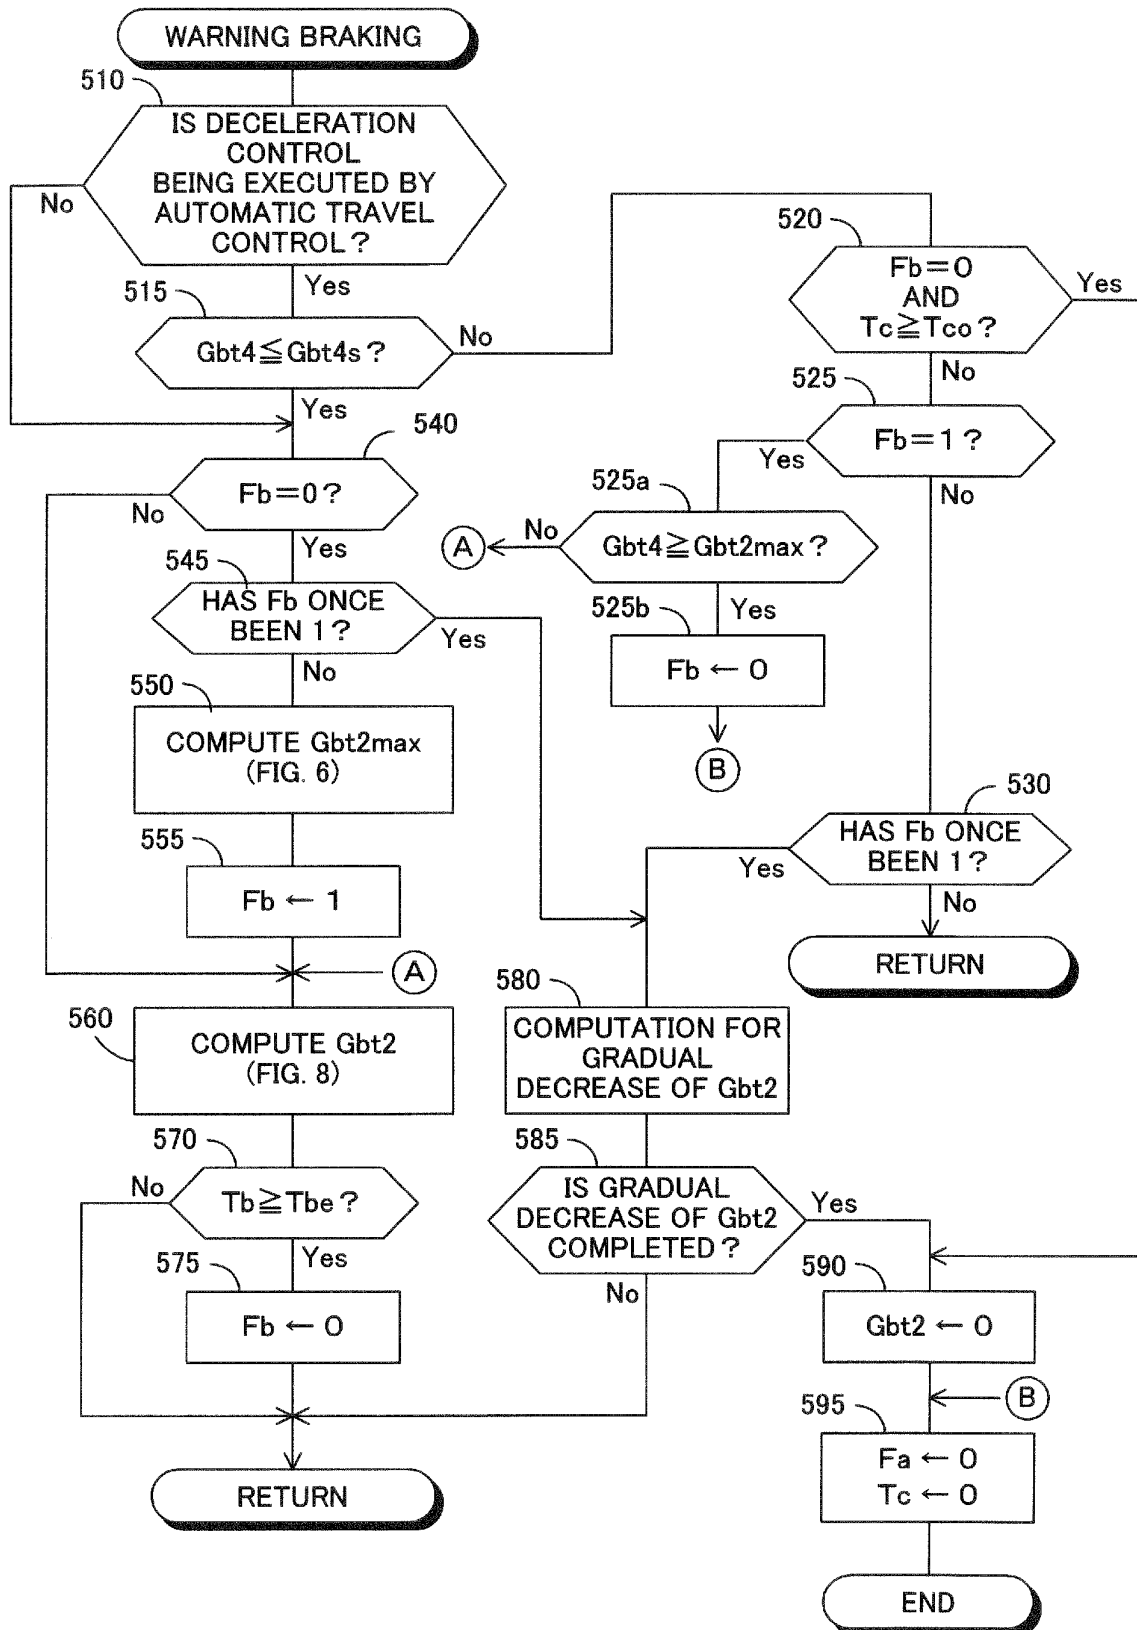 WARNING BRAKING
510
IS DECELERATION
CONTROL
BEING EXECUTED BY
AUTOMATIC TRAVEL
CONTROL?
No
Yes
515
Gbt4≦Gbt4s?
No
Yes
520
Fb=0
AND
Tc≧Tco?
Yes
No
525
Fb=1?
Yes
No
525a
Gbt4≧Gbt2max?
No
A
Yes
525b
Fb ← 0
B
530
HAS Fb ONCE
BEEN 1?
Yes
No
RETURN
540
Fb=0?
No
Yes
545
HAS Fb ONCE
BEEN 1?
Yes
No
550
COMPUTE Gbt2max
(FIG. 6)
555
Fb ← 1
A
560
COMPUTE Gbt2
(FIG. 8)
570
Tb≧Tbe?
No
Yes
575
Fb ← 0
RETURN
580
COMPUTATION FOR
GRADUAL
DECREASE OF Gbt2
585
IS GRADUAL
DECREASE OF Gbt2
COMPLETED?
Yes
No
590
Gbt2 ← 0
B
595
Fa ← 0
Tc ← 0
END